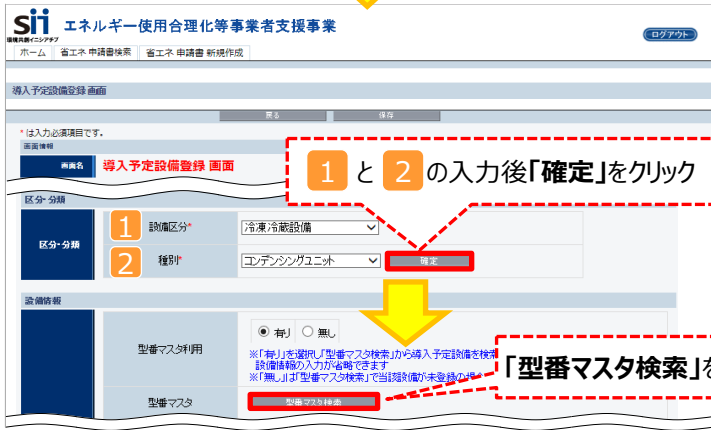 sii エネルギー使用合理化等事業者支援事業
環境共創イニシアチブ
ログアウト
ホーム 省エネ 申請書検索 省エネ 申請書 新規作成
導入予定設備登録 画面
戻る 保存
* は入力必須項目です。
画面情報
画面名 導入予定設備登録 画面
1 と 2 の入力後「確定」をクリック
区分・分類
区分・分類
1 設備区分* 冷凍冷蔵設備
2 種別* コンデンシングユニット 確定
設備情報
型番マスタ利用 有り 無し
※「有り」を選択し「型番マスタ検索」から導入予定設備を検索
設備情報の入力が省略できます
※「無し」は「型番マスタ検索」で当該設備が未登録の場合
「型番マスタ検索」を
型番マスタ 型番マスタ検索